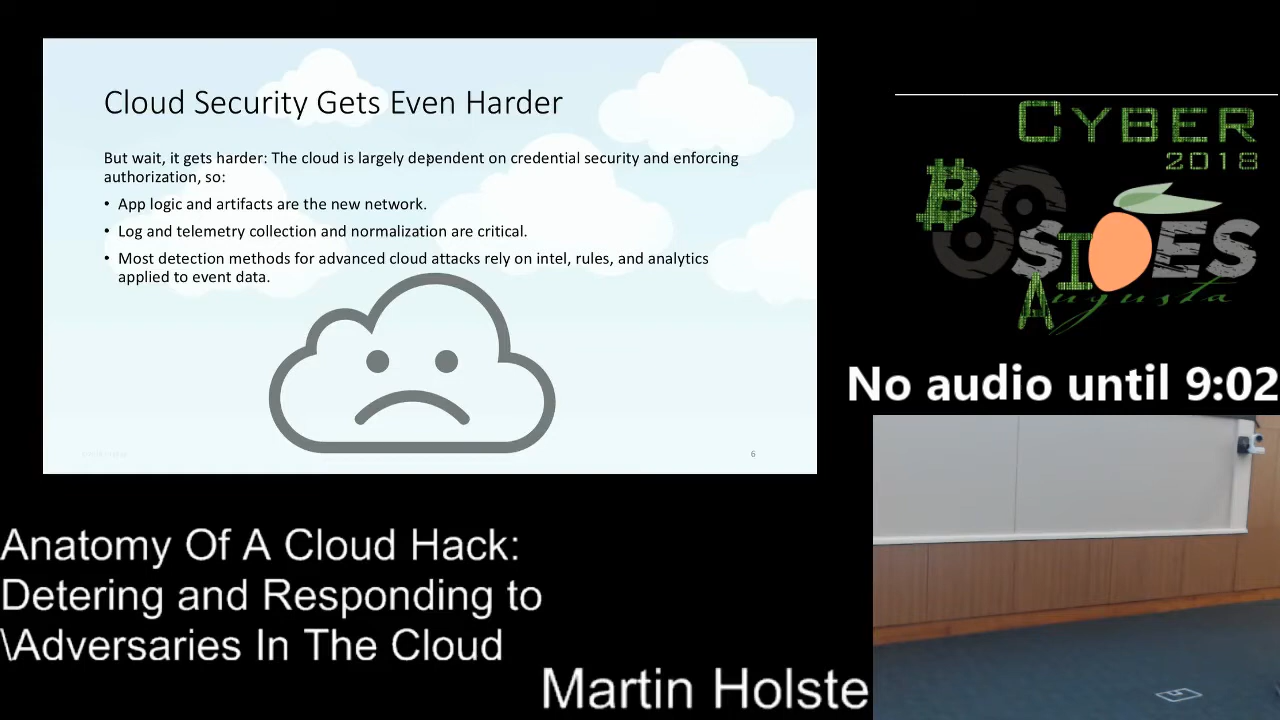 Cloud Security Gets Even Harder
But wait, it gets harder: The cloud is largely dependent on credential security and enforcing
authorization, so:
• App logic and artifacts are the new network.
• Log and telemetry collection and normalization are critical.
• Most detection methods for advanced cloud attacks rely on intel, rules, and analytics
applied to event data.
6
CYBER
2018
BSIDES
Augusta
No audio until 9:02
Anatomy Of A Cloud Hack:
Detering and Responding to
\Adversaries In The Cloud
Martin Holste